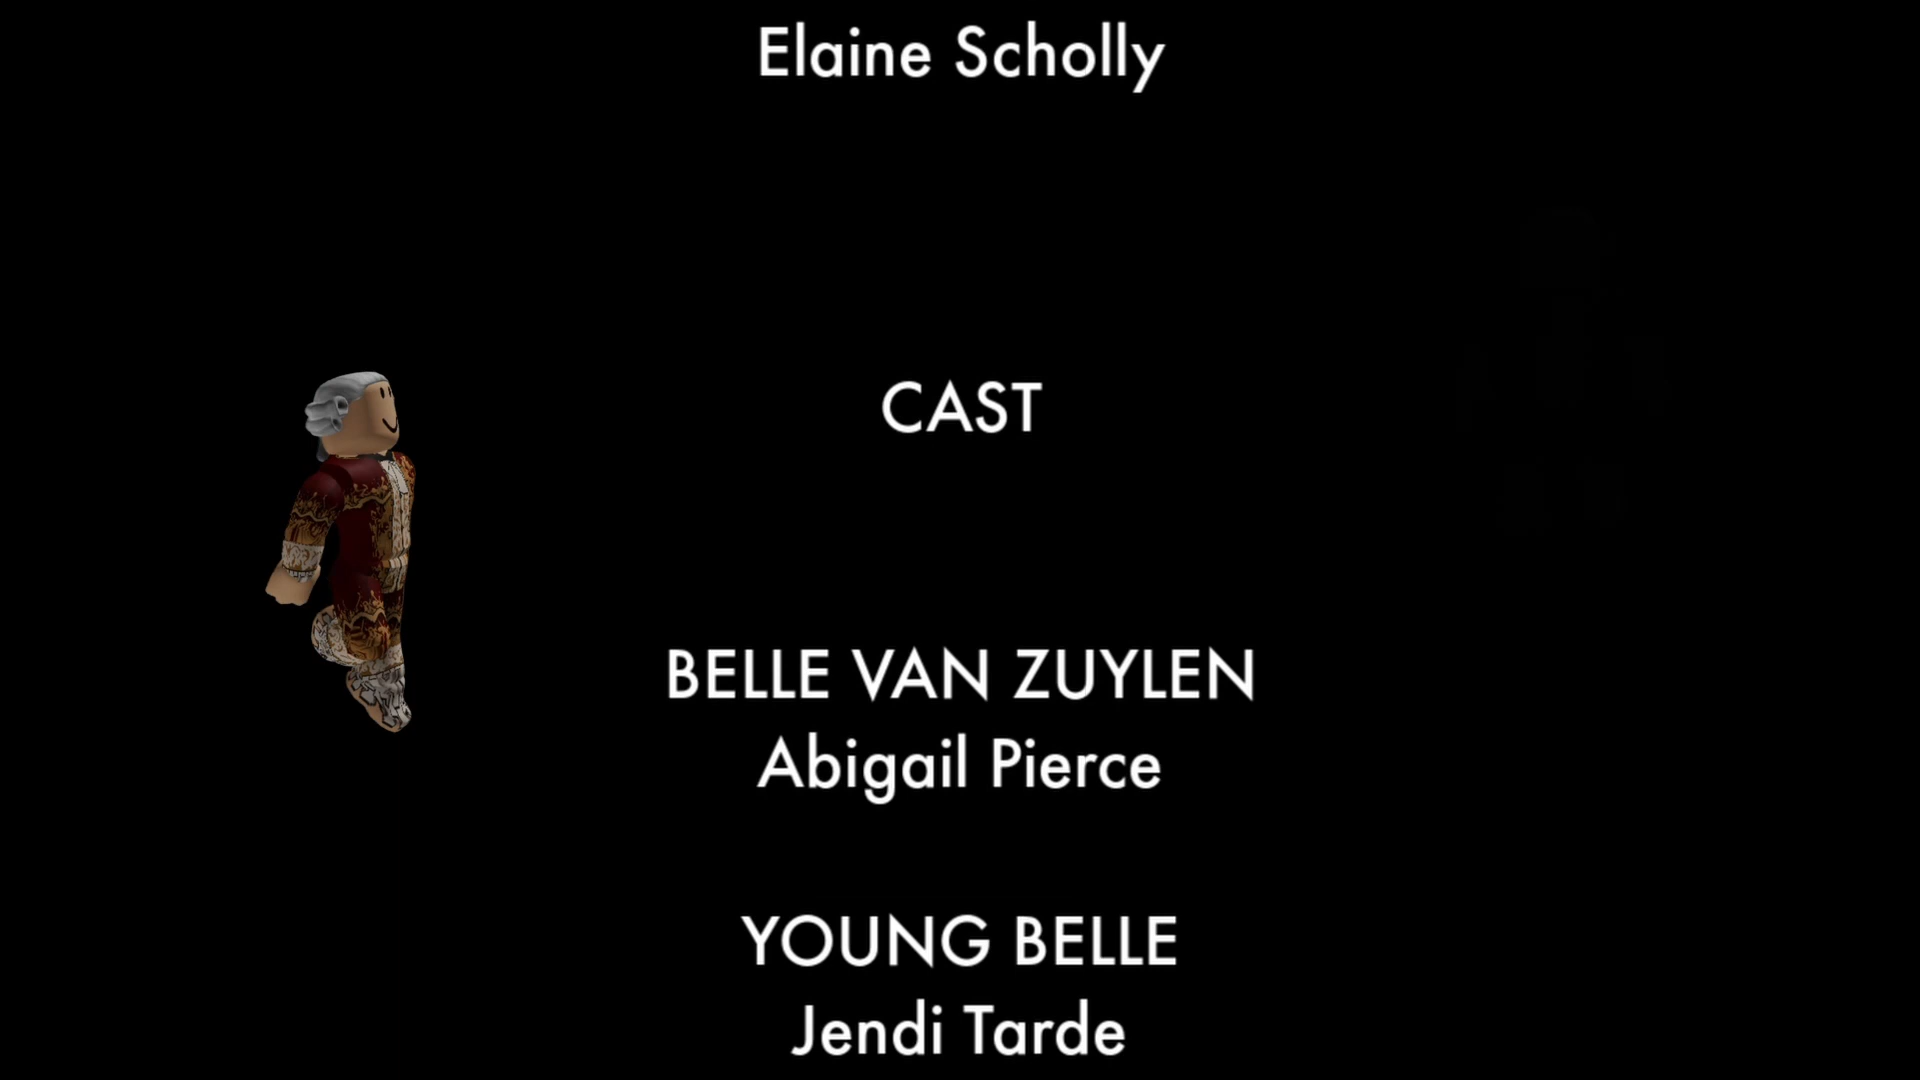 Elaine Scholly
CAST
BELLE VAN ZUYLEN
Abigail Pierce
YOUNG BELLE
Jendi Tarde